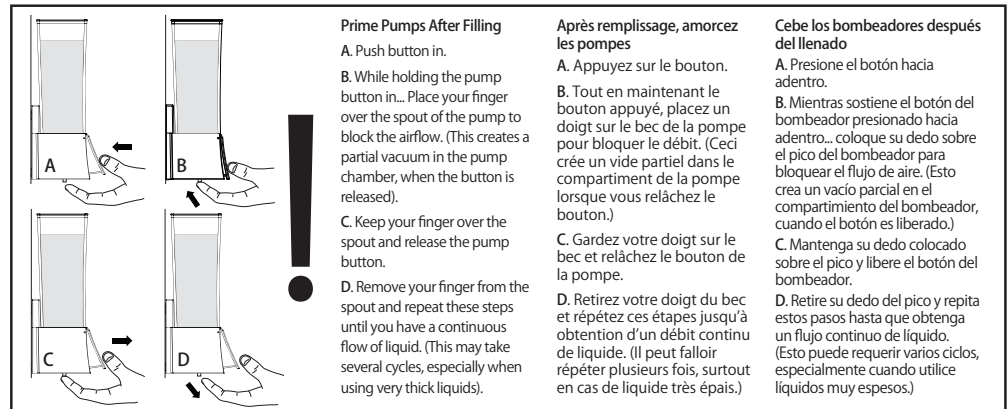 A
B
C
D
Prime Pumps After Filling
A. Push button in.
B. While holding the pump
button in... Place your finger
over the spout of the pump to
block the airflow. (This creates a
partial vacuum in the pump
chamber, when the button is
released).
C. Keep your finger over the
spout and release the pump
button.
D. Remove your finger from the
spout and repeat these steps
until you have a continuous
flow of liquid. (This may take
several cycles, especially when
using very thick liquids).
!
Après remplissage, amorcez
les pompes
A. Appuyez sur le bouton.
B. Tout en maintenant le
bouton appuyé, placez un
doigt sur le bec de la pompe
pour bloquer le débit. (Ceci
crée un vide partiel dans le
compartiment de la pompe
lorsque vous relâchez le
bouton.)
C. Gardez votre doigt sur le
bec et relâchez le bouton de
la pompe.
D. Retirez votre doigt du bec
et répétez ces étapes jusqu’à
obtention d’un débit continu
de liquide. (Il peut falloir
répéter plusieurs fois, surtout
en cas de liquide très épais.)
Cebe los bombeadores después
del llenado
A. Presione el botón hacia
adentro.
B. Mientras sostiene el botón del
bombeador presionado hacia
adentro... coloque su dedo sobre
el pico del bombeador para
bloquear el flujo de aire. (Esto
crea un vacío parcial en el
compartimiento del bombeador,
cuando el botón es liberado.)
C. Mantenga su dedo colocado
sobre el pico y libere el botón del
bombeador.
D. Retire su dedo del pico y repita
estos pasos hasta que obtenga
un flujo continuo de líquido.
(Esto puede requerir varios ciclos,
especialmente cuando utilice
líquidos muy espesos.)